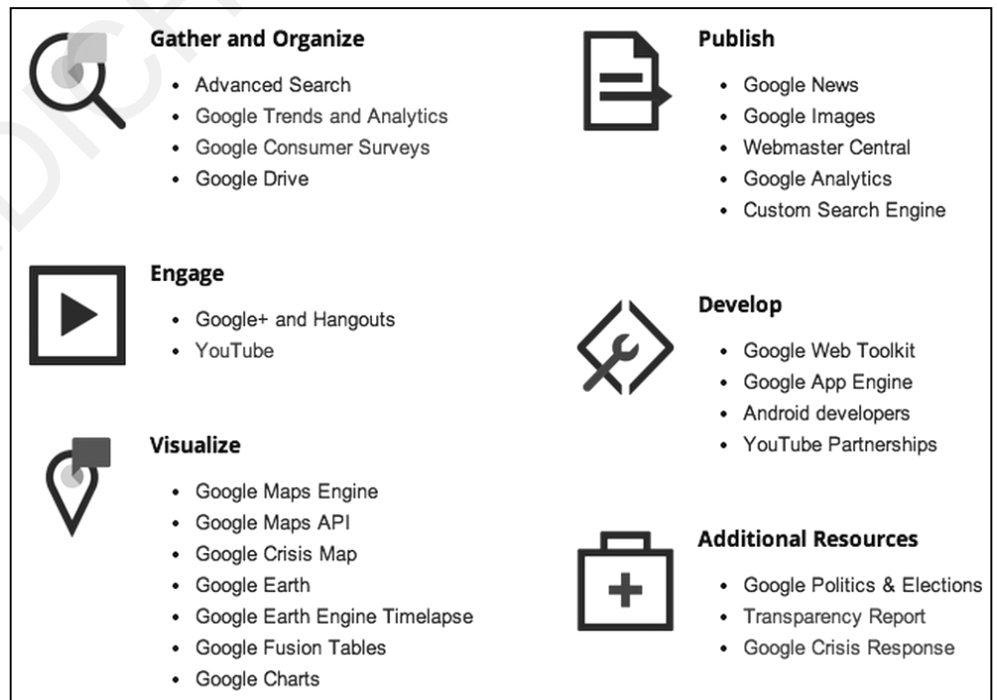 Gather and Organize
• Advanced Search
• Google Trends and Analytics
• Google Consumer Surveys
• Google Drive
Engage
• Google+ and Hangouts
• YouTube
Visualize
• Google Maps Engine
• Google Maps API
• Google Crisis Map
• Google Earth
• Google Earth Engine Timelapse
• Google Fusion Tables
• Google Charts
Publish
• Google News
• Google Images
• Webmaster Central
• Google Analytics
• Custom Search Engine
Develop
• Google Web Toolkit
• Google App Engine
• Android developers
• YouTube Partnerships
Additional Resources
• Google Politics & Elections
• Transparency Report
• Google Crisis Response